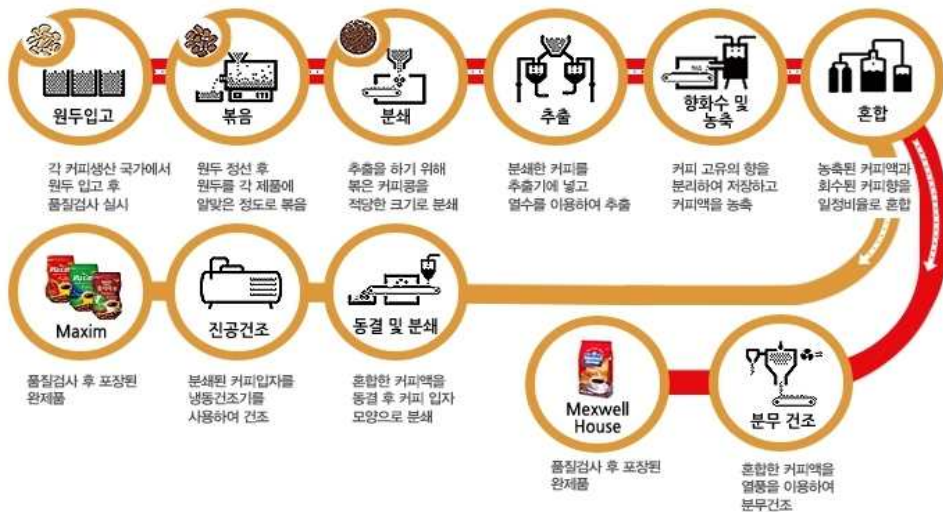 원두입고
각 커피생산 국가에서
원두 입고 후
품질검사 실시
볶음
원두 정선 후
원두를 각 제품에
알맞은 정도로 볶음
분쇄
추출을 하기 위해
볶은 커피콩을
적당한 크기로 분쇄
추출
분쇄한 커피를
추출기에 넣고
열수를 이용하여 추출
향화수 및
농축
커피 고유의 향을
분리하여 저장하고
커피액을 농축
혼합
농축된 커피액과
회수된 커피향을
일정비율로 혼합
Maxim
품질검사 후 포장된
완제품
진공건조
분쇄된 커피입자를
냉동건조기를
사용하여 건조
동결 및 분쇄
혼합한 커피액을
동결 후 커피 입자
모양으로 분쇄
Mexwell
House
품질검사 후 포장된
완제품
분무 건조
혼합한 커피액을
열풍을 이용하여
분무건조